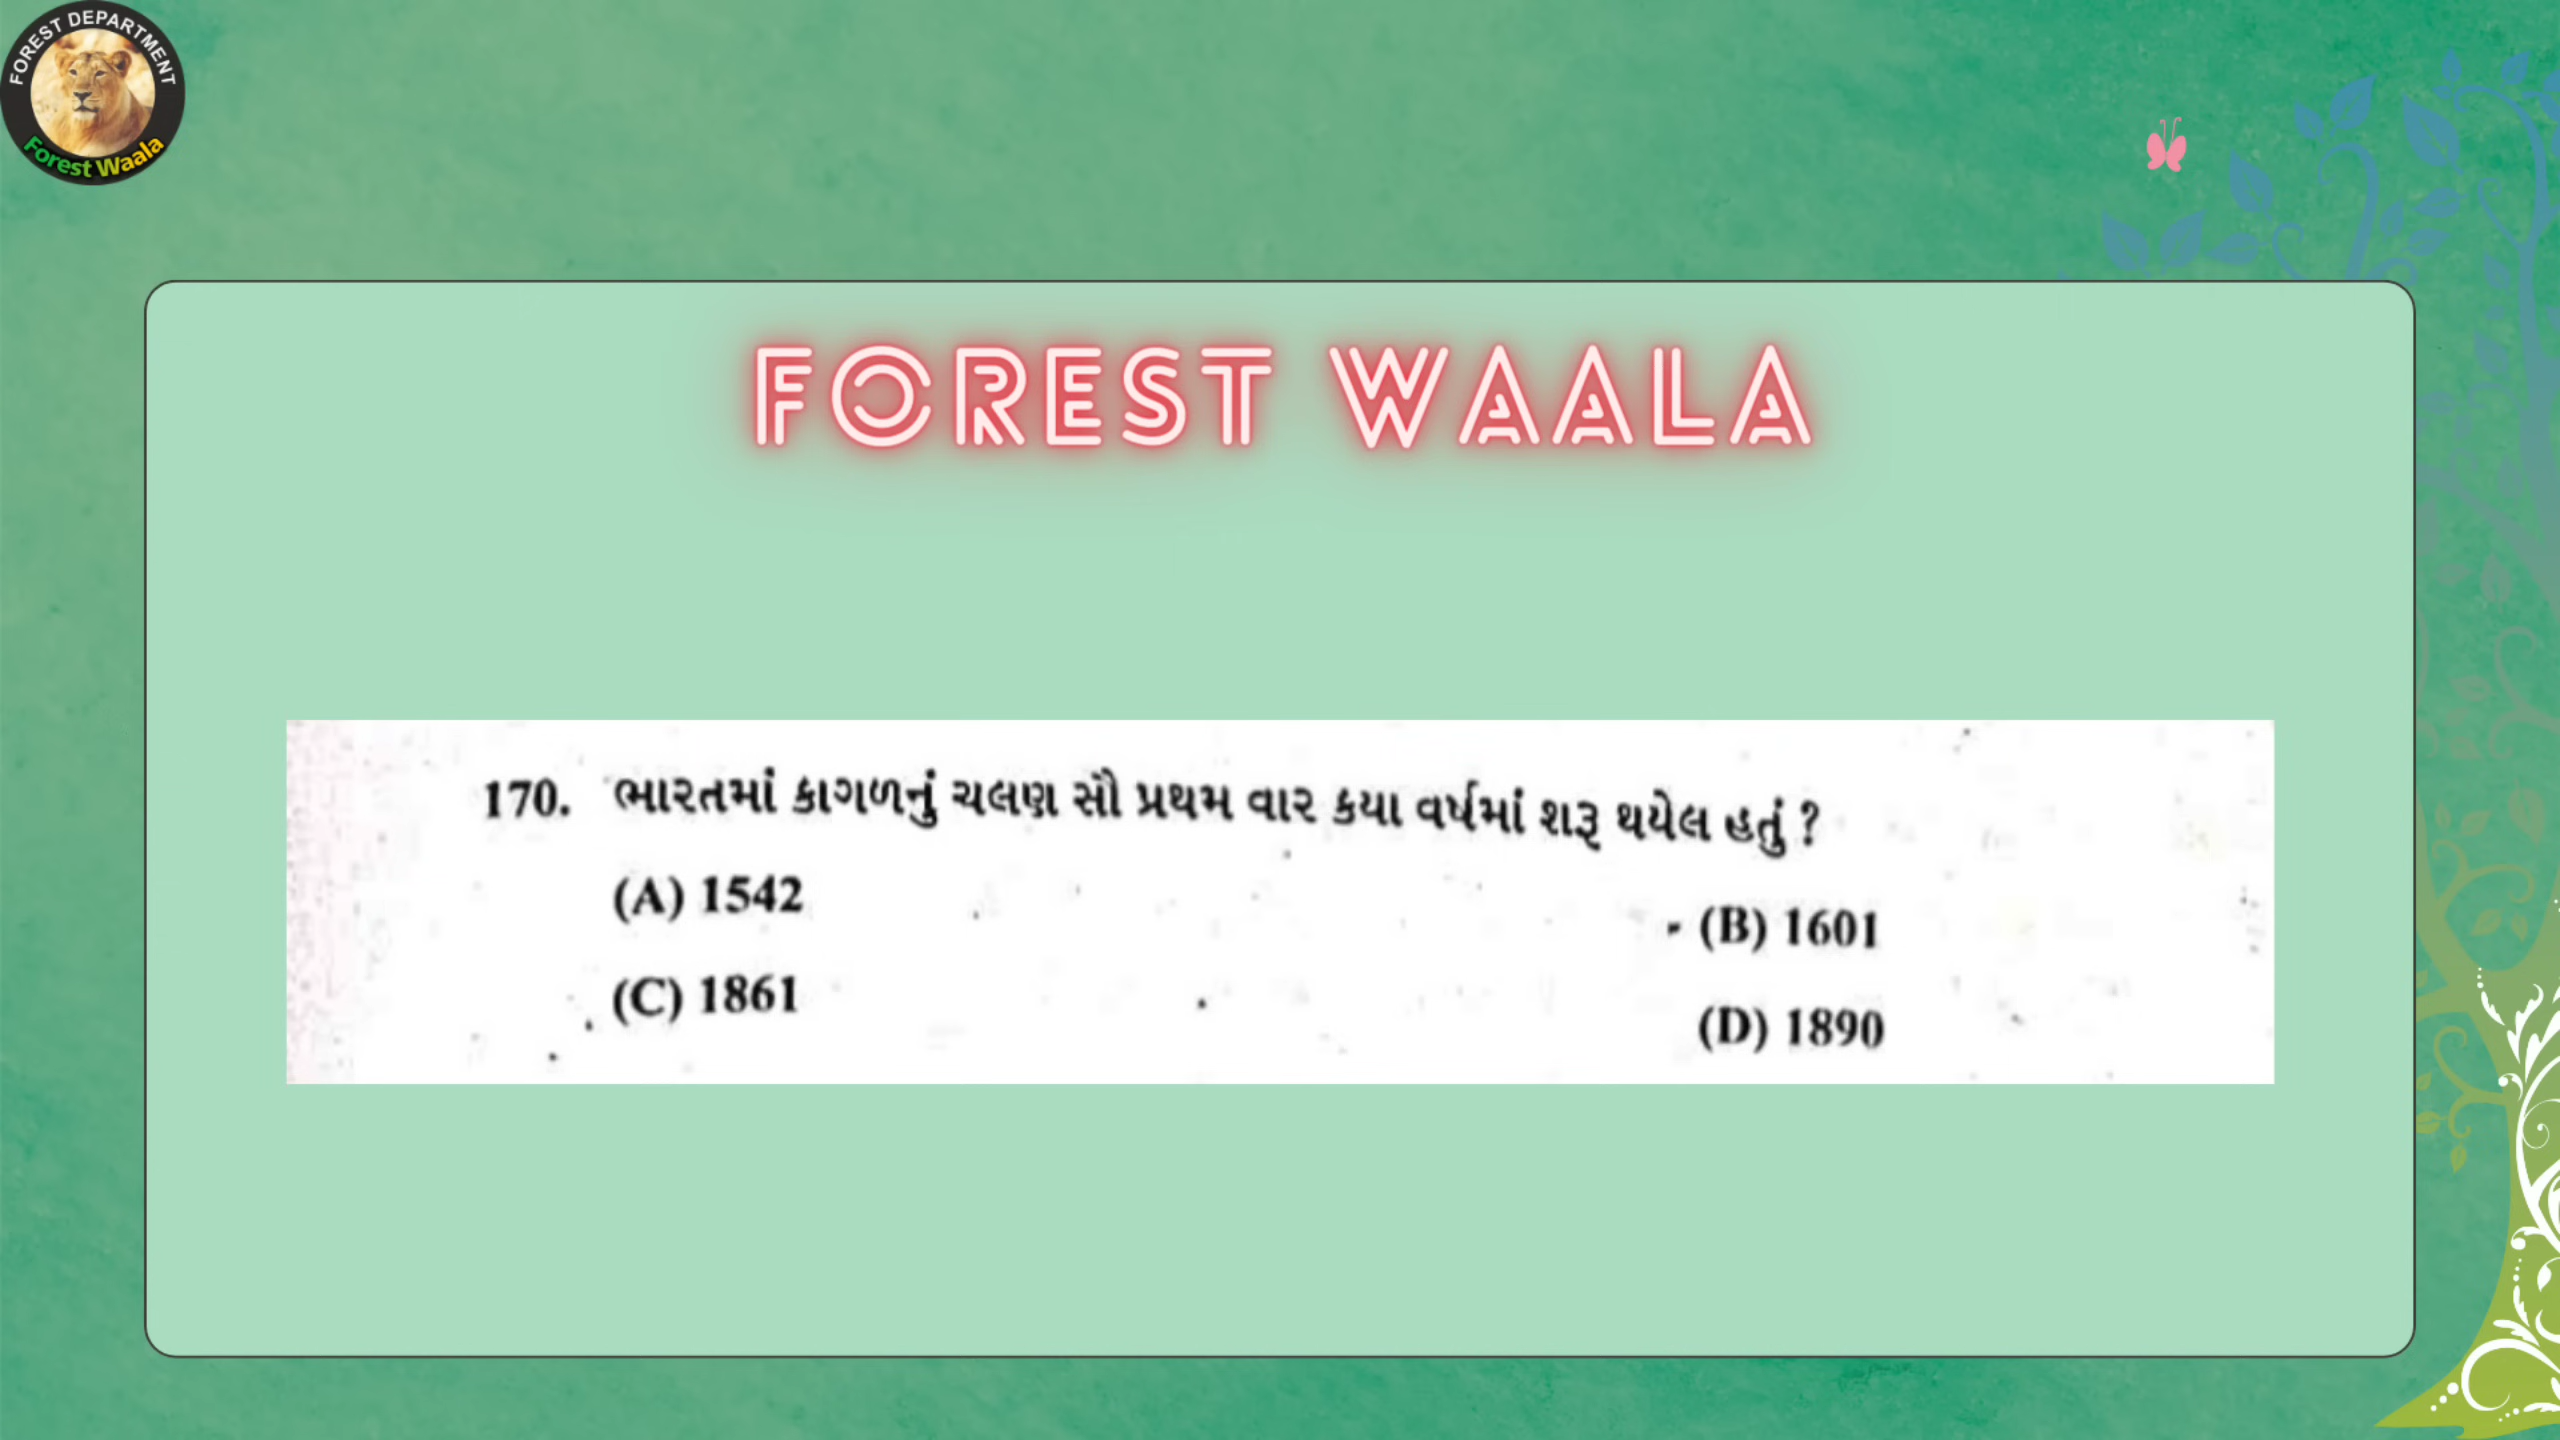 FOREST DEPARTMENT
Forest Waala
FOREST WAALA
170. ભારતમાં કાગળનું ચલણ સૌ પ્રથમ વાર કયા વર્ષમાં શરૂ થયેલ હતું ?
(A) 1542 (B) 1601
(C) 1861 (D) 1890